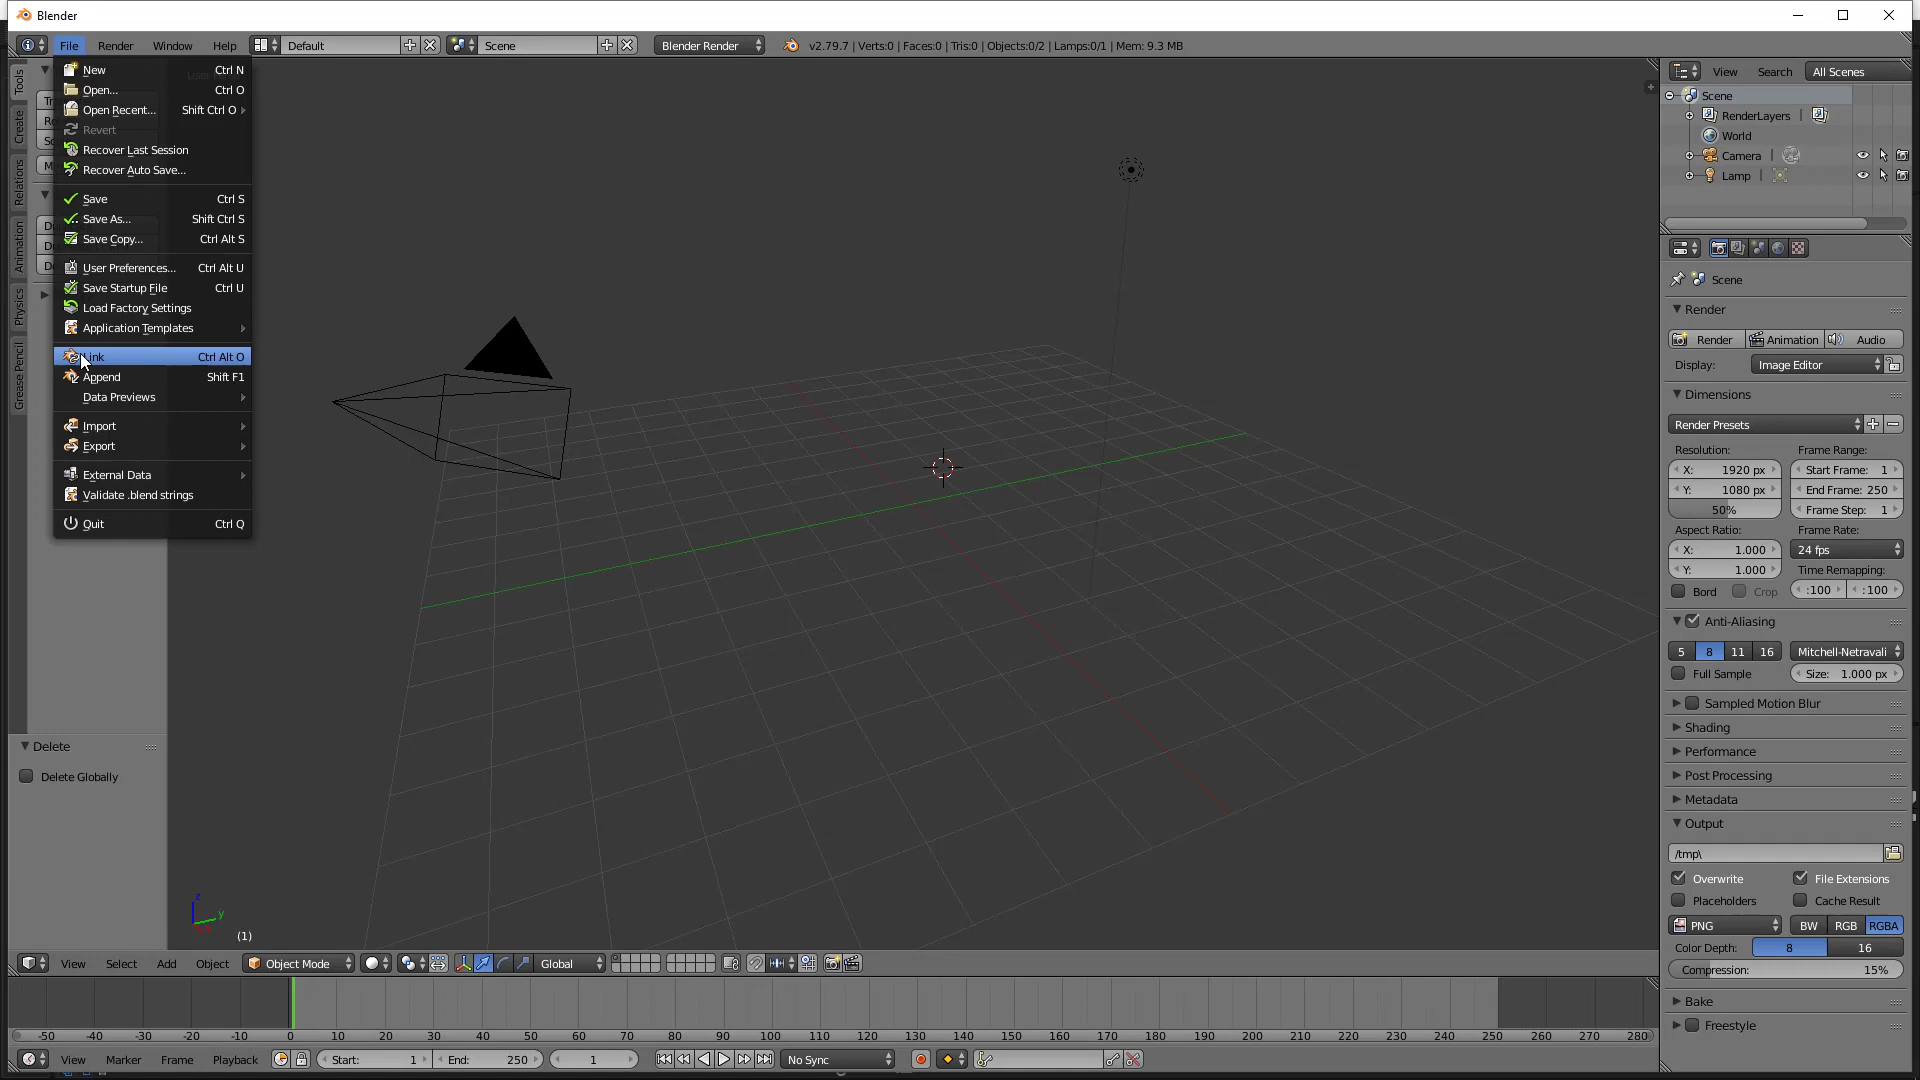 Blender
File Render Window Help Default Scene Blender Render v2.79.7 | Verts:0 | Faces:0 | Tris:0 | Objects:0/2 | Lamps:0/1 | Mem: 9.3 MB
New Ctrl N
Open... Ctrl O
Open Recent... Shift Ctrl O
Revert
Recover Last Session
Recover Auto Save...
Save Ctrl S
Save As... Shift Ctrl S
Save Copy... Ctrl Alt S
User Preferences... Ctrl Alt U
Save Startup File Ctrl U
Load Factory Settings
Application Templates
Link Ctrl Alt O
Append Shift F1
Data Previews
Import
Export
External Data
Validate .blend strings
Quit Ctrl Q
Tools
Create
Relations
Animation
Physics
Grease Pencil
Delete
Delete Globally
z
y
(1)
View Select Add Object Object Mode Global
-50 -40 -30 -20 -10 0 10 20 30 40 50 60 70 80 90 100 110 120 130 140 150 160 170 180 190 200 210 220 230 240 250 260 270 280
View Marker Frame Playback Start: 1 End: 250 1 No Sync
View Search All Scenes
Scene
RenderLayers |
World
Camera |
Lamp |
Scene
Render
Render Animation Audio
Display: Image Editor
Dimensions
Render Presets
Resolution: Frame Range:
X: 1920 px Start Frame: 1
Y: 1080 px End Frame: 250
50% Frame Step: 1
Aspect Ratio: Frame Rate:
X: 1.000 24 fps
Y: 1.000 Time Remapping:
Bord Crop :100 :100
Anti-Aliasing
5 8 11 16 Mitchell-Netravali
Full Sample Size: 1.000 px
Sampled Motion Blur
Shading
Performance
Post Processing
Metadata
Output
/tmp\
Overwrite File Extensions
Placeholders Cache Result
PNG BW RGB RGBA
Color Depth: 8 16
Compression: 15%
Bake
Freestyle